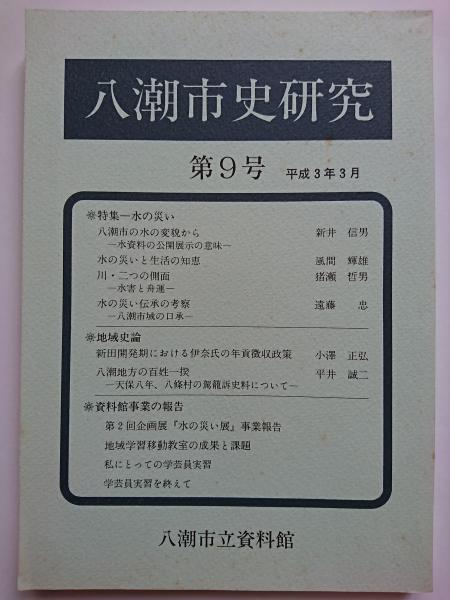 八潮市史研究
第9号 平成3年3月
※特集―水の災い
八潮市の水の変貌から 新井 信男
―水資料の公開展示の意味―
水の災いと生活の知恵 風間 輝雄
川・二つの側面 猪瀬 哲男
―水害と舟運―
水の災い伝承の考察 遠藤 忠
―八潮市域の口承―
※地域史論
新田開発期における伊奈氏の年貢徴収政策 小澤 正弘
八潮地方の百姓一揆 平井 誠二
―天保八年、八條村の駕籠訴史料について―
※資料館事業の報告
第2回企画展『水の災い展』事業報告
地域学習移動教室の成果と課題
私にとっての学芸員実習
学芸員実習を終えて
八潮市立資料館